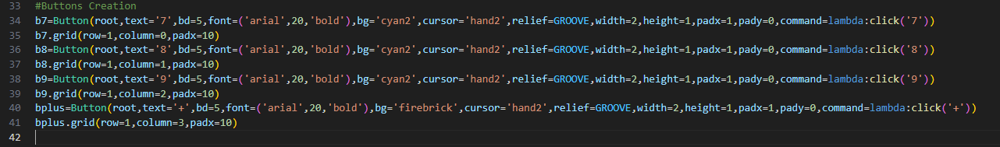 33 #Buttons Creation
34 b7=Button(root,text='7',bd=5,font=('arial',20,'bold'),bg='cyan2',cursor='hand2',relief=GROOVE,width=2,height=1,padx=1,pady=0,command=lambda:click('7'))
35 b7.grid(row=1,column=0,padx=10)
36 b8=Button(root,text='8',bd=5,font=('arial',20,'bold'),bg='cyan2',cursor='hand2',relief=GROOVE,width=2,height=1,padx=1,pady=0,command=lambda:click('8'))
37 b8.grid(row=1,column=1,padx=10)
38 b9=Button(root,text='9',bd=5,font=('arial',20,'bold'),bg='cyan2',cursor='hand2',relief=GROOVE,width=2,height=1,padx=1,pady=0,command=lambda:click('9'))
39 b9.grid(row=1,column=2,padx=10)
40 bplus=Button(root,text='+',bd=5,font=('arial',20,'bold'),bg='firebrick',cursor='hand2',relief=GROOVE,width=2,height=1,padx=1,pady=0,command=lambda:click('+'))
41 bplus.grid(row=1,column=3,padx=10)
42